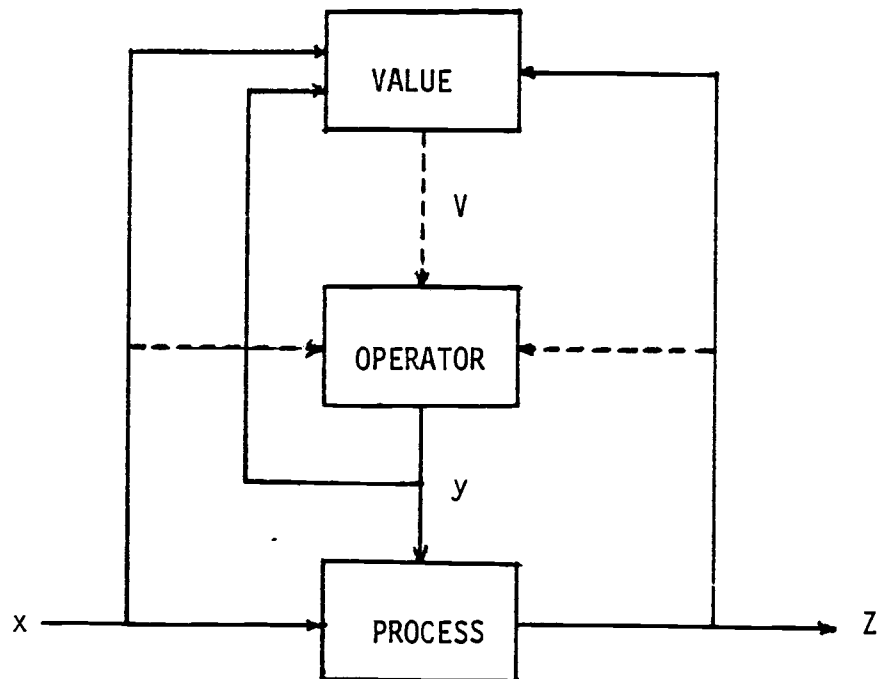 VALUE
V
OPERATOR
y
x
PROCESS
Z